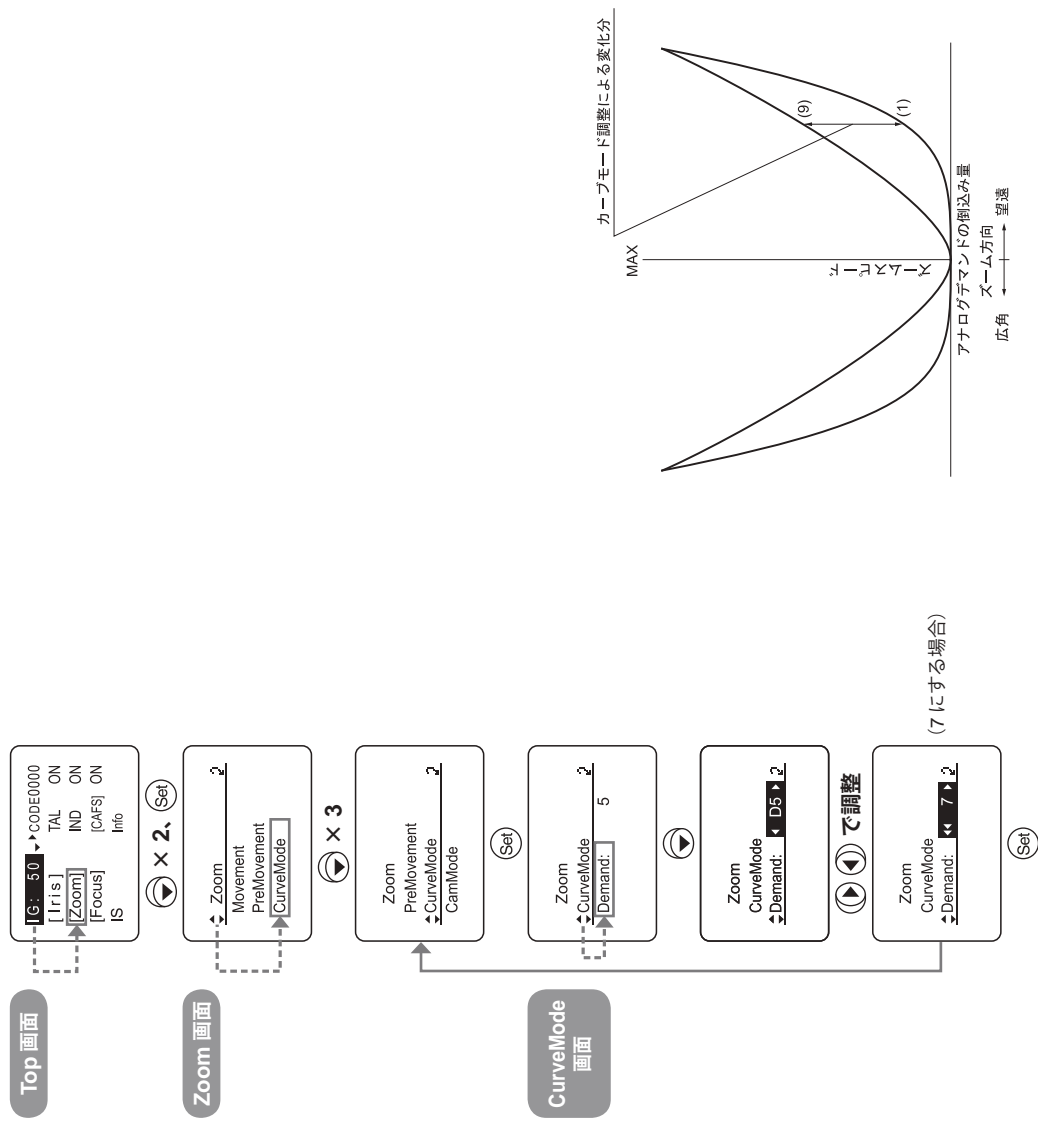 Top 画面
IG: 50 ◂▸CODE0000
[Iris] TAL ON
[Zoom] IND ON
[Focus] [CAFS] ON
IS Info
× 2、Set
Zoom 画面
Zoom
Movement
PreMovement
CurveMode
× 3
Zoom
PreMovement
CurveMode
CamMode
Set
CurveMode
画面
Zoom
CurveMode
Demand: 5
Zoom
CurveMode
Demand: ◂ D5 ▸
で調整
Zoom
CurveMode
Demand: ◂◂ 7 ▸
(7 にする場合)
Set
カーブモード調整による変化分
MAX
ズームスピード
(9)
(1)
アナログデマンドの倒込み量
ズーム方向
広角 望遠